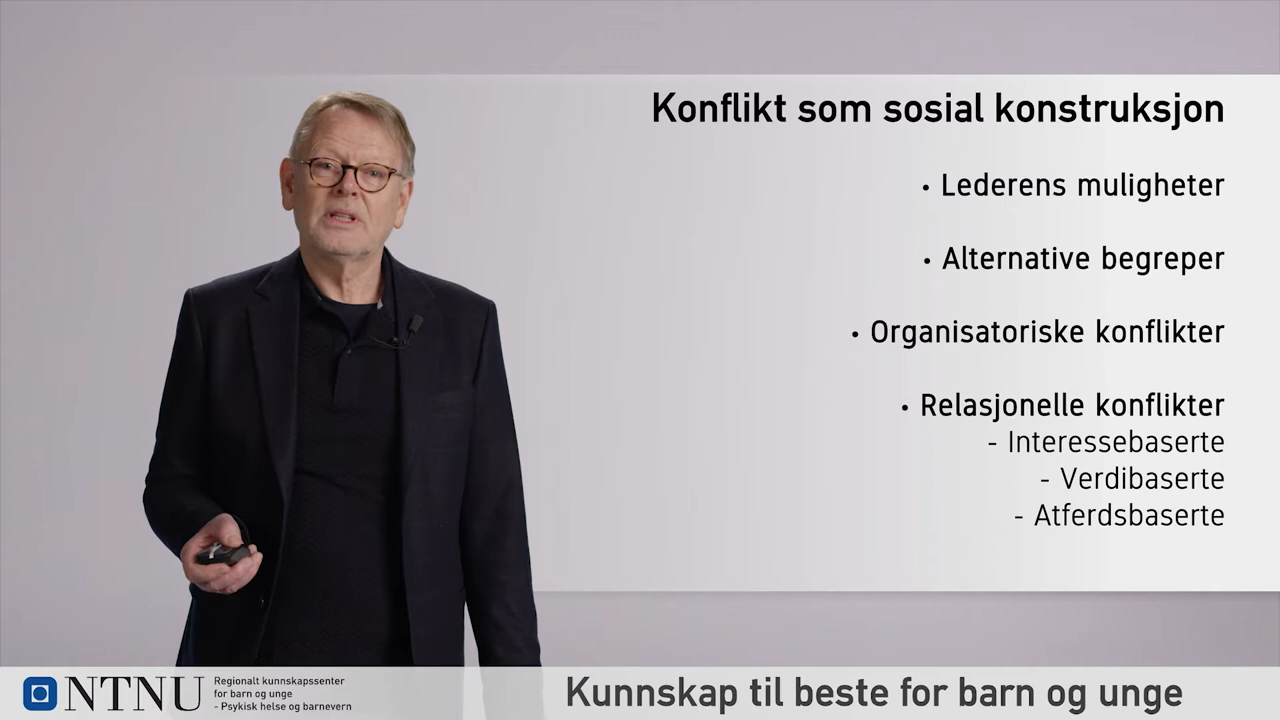 Konflikt som sosial konstruksjon
• Lederens muligheter
• Alternative begreper
• Organisatoriske konflikter
• Relasjonelle konflikter
- Interessebaserte
- Verdibaserte
- Atferdsbaserte
NTNU
Regionalt kunnskapssenter
for barn og unge
- Psykisk helse og barnevern
Kunnskap til beste for barn og unge